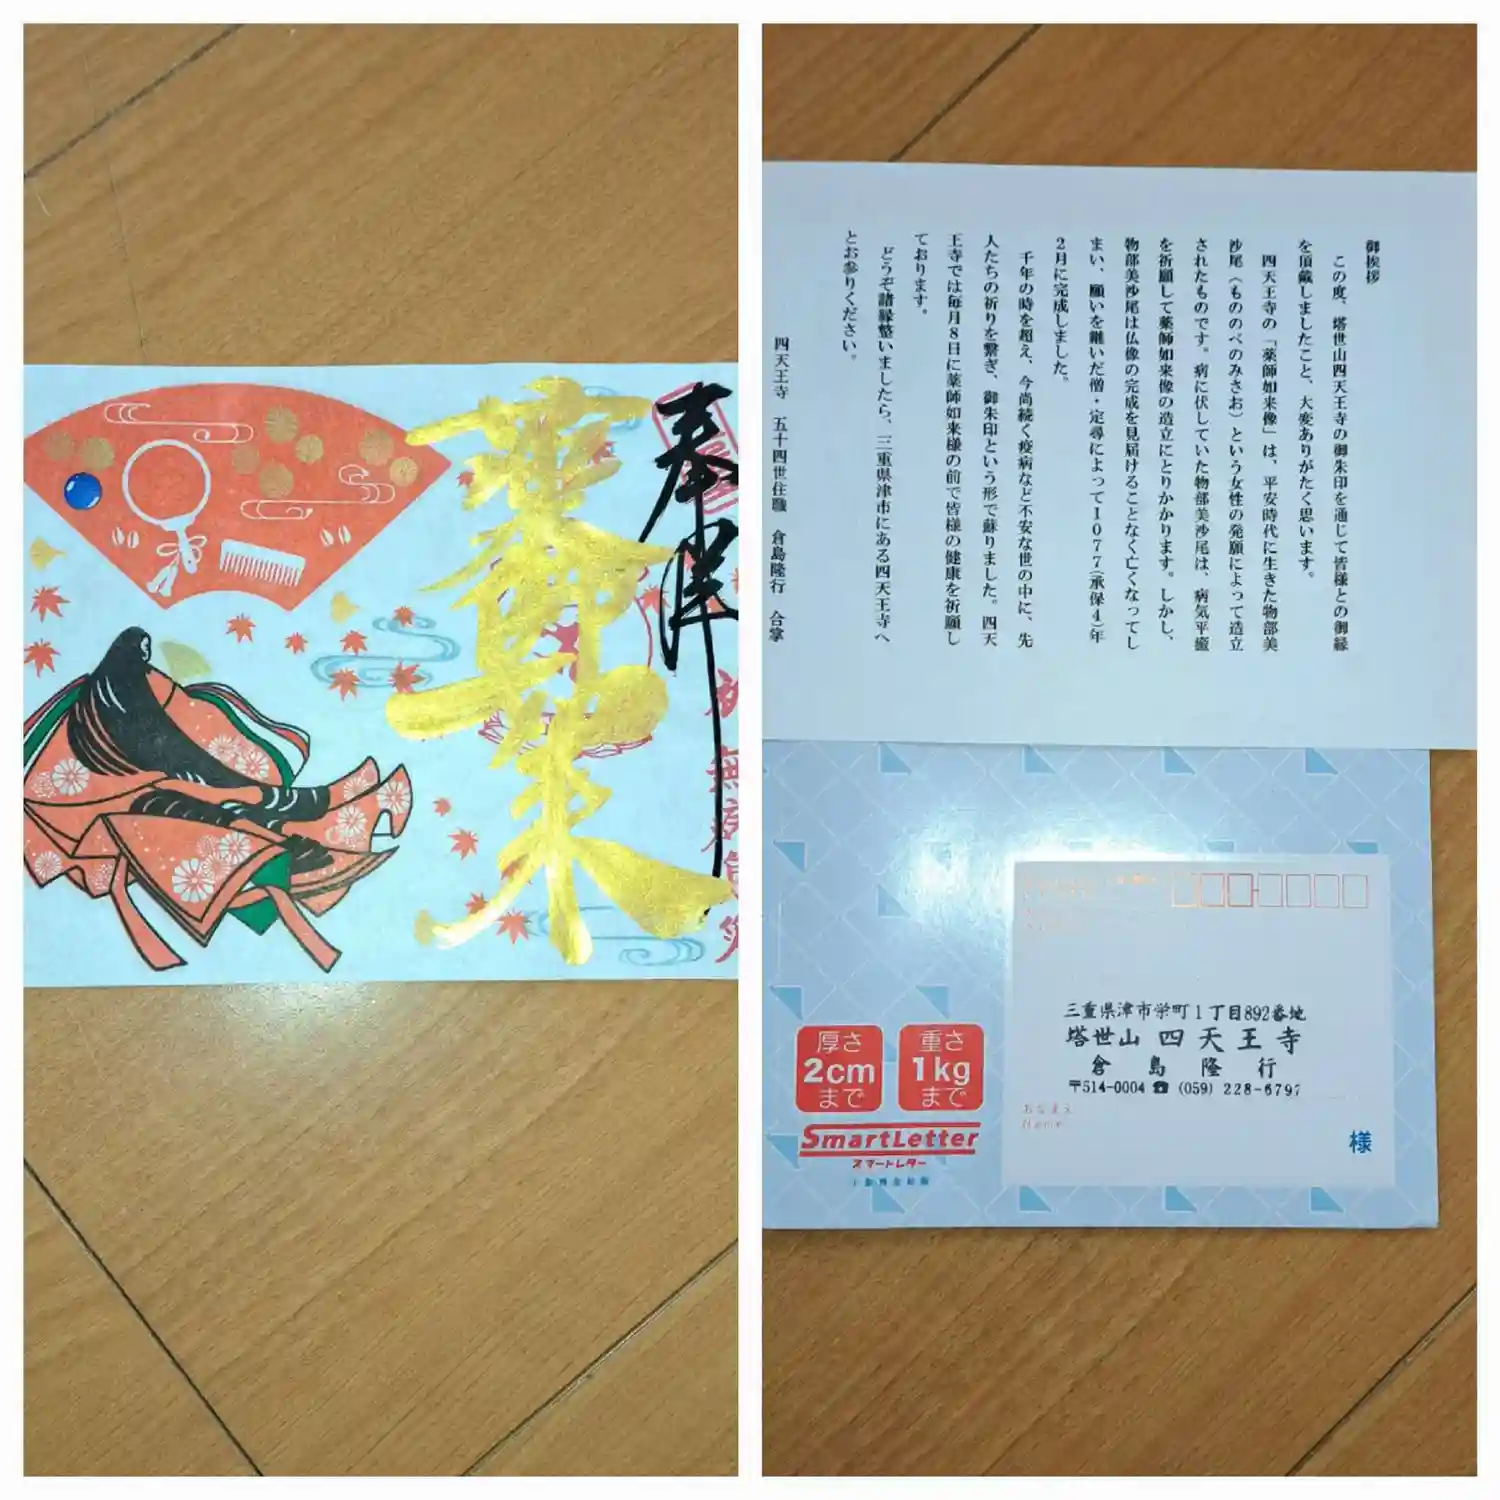 奉拝
薬師如来
御挨拶
この度、塔世山四天王寺の御朱印を通じて皆様との御縁
を頂戴しましたこと、大変ありがたく思います。
四天王寺の「薬師如来像」は、平安時代に生きた物部美
沙尾（もののべのみさお）という女性の発願によって造立
されたものです。病に伏していた物部美沙尾は、病気平癒
を祈願して薬師如来像の造立にとりかかります。しかし、
物部美沙尾は仏像の完成を見届けることなく亡くなってし
まい、願いを継いだ僧・定尋によって1077(承保4)年
2月に完成しました。
千年の時を超え、今尚続く疫病など不安な世の中に、先
人たちの祈りを繋ぎ、御朱印という形で蘇りました。四天
王寺では毎月8日に薬師如来様の前で皆様の健康を祈願し
ております。
どうぞ諸縁整いましたら、三重県津市にある四天王寺へ
とお参りください。
四天王寺 五十四世住職 倉島隆行 合掌
三重県津市栄町1丁目892番地
塔世山 四天王寺
倉島隆行
〒514-0004 ☎ (059) 228-6797
おなまえ
Name
様
厚さ
2cm
まで
重さ
1kg
まで
SmartLetter
スマートレター